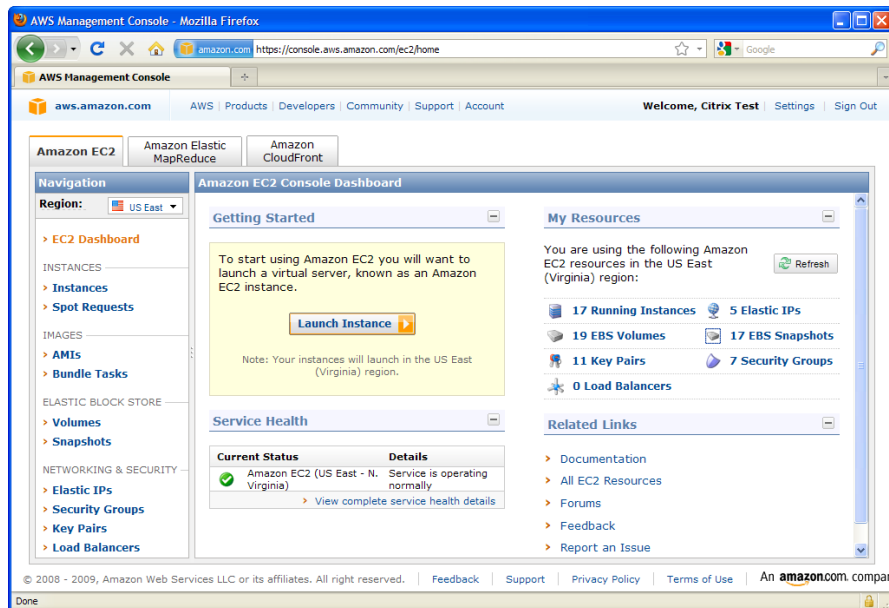 AWS Management Console - Mozilla Firefox
amazon.com https://console.aws.amazon.com/ec2/home
Google
AWS Management Console
aws.amazon.com
AWS | Products | Developers | Community | Support | Account
Welcome, Citrix Test | Settings | Sign Out
Amazon EC2
Amazon Elastic
MapReduce
Amazon
CloudFront
Navigation
Region:
US East
> EC2 Dashboard
INSTANCES
> Instances
> Spot Requests
IMAGES
> AMIs
> Bundle Tasks
ELASTIC BLOCK STORE
> Volumes
> Snapshots
NETWORKING & SECURITY
> Elastic IPs
> Security Groups
> Key Pairs
> Load Balancers
Amazon EC2 Console Dashboard
Getting Started
To start using Amazon EC2 you will want to
launch a virtual server, known as an Amazon
EC2 instance.
Launch Instance
Note: Your instances will launch in the US East
(Virginia) region.
Service Health
Current Status Details
Amazon EC2 (US East - N. Service is operating
Virginia) normally
> View complete service health details
My Resources
You are using the following Amazon
EC2 resources in the US East
(Virginia) region:
Refresh
17 Running Instances 5 Elastic IPs
19 EBS Volumes 17 EBS Snapshots
11 Key Pairs 7 Security Groups
0 Load Balancers
Related Links
> Documentation
> All EC2 Resources
> Forums
> Feedback
> Report an Issue
© 2008 - 2009, Amazon Web Services LLC or its affiliates. All right reserved. | Feedback | Support | Privacy Policy | Terms of Use | An amazon.com. compan
Done